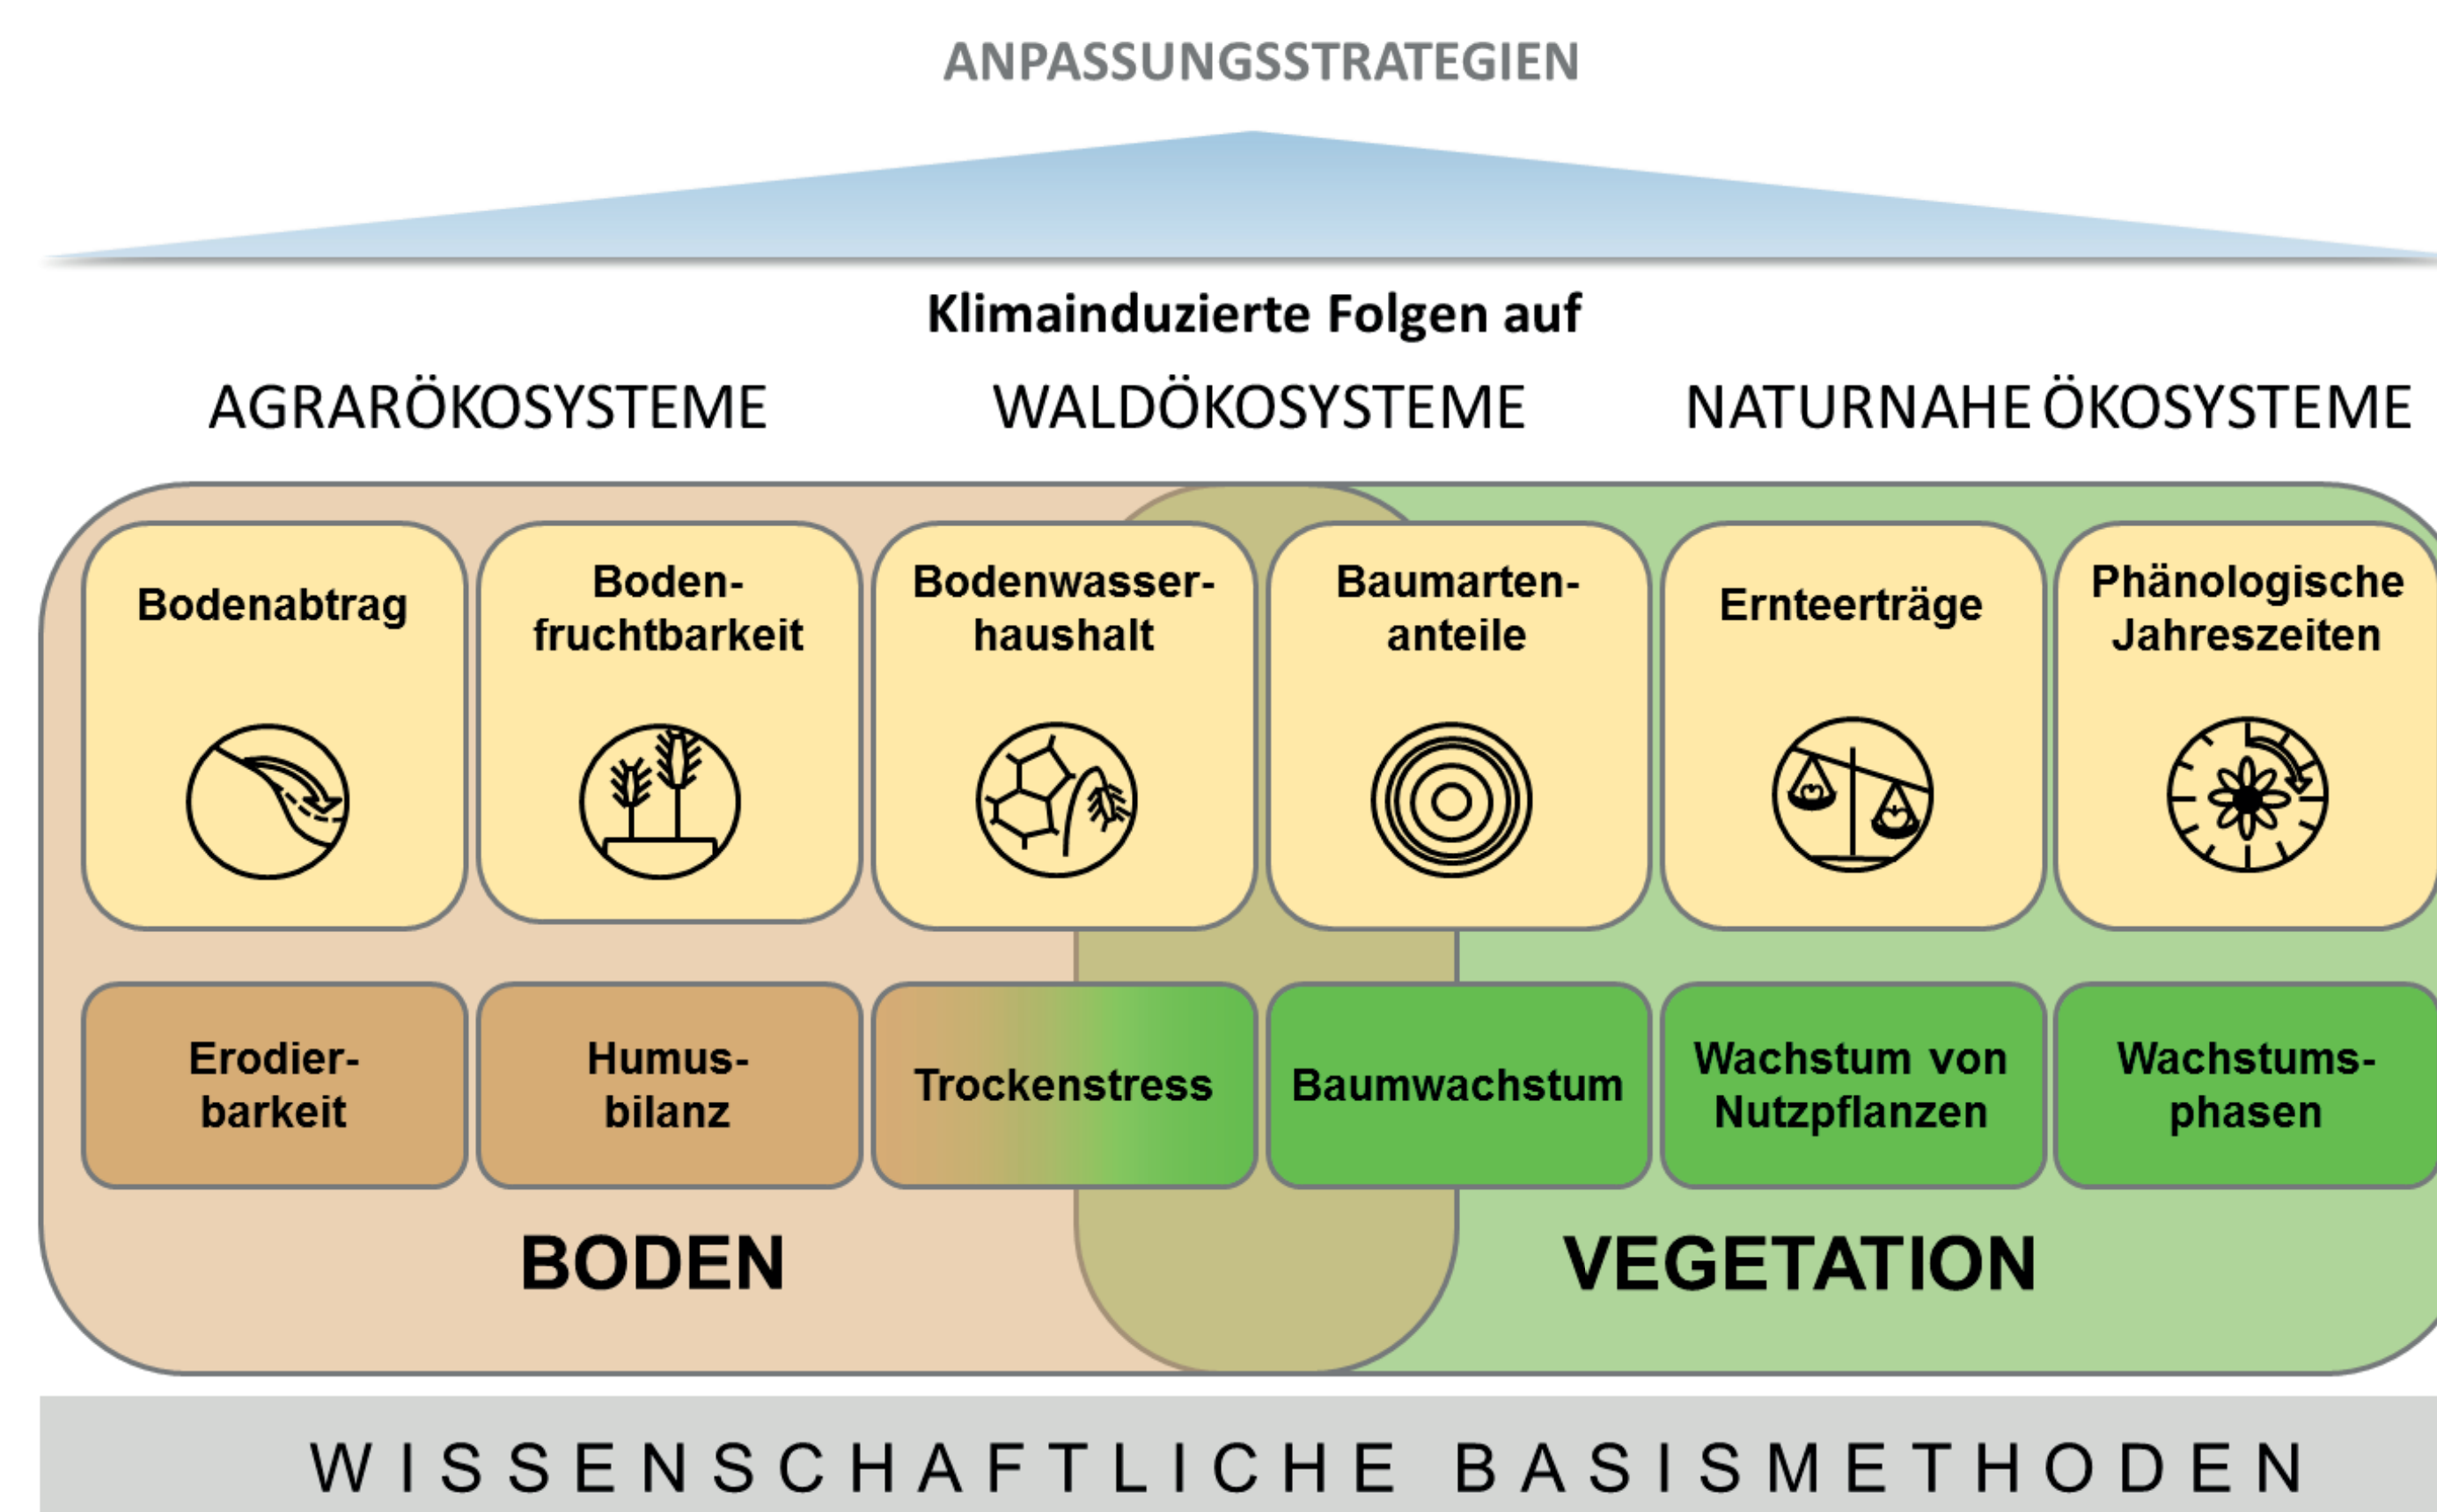 ANPASSUNGSSTRATEGIEN
Klimainduzierte Folgen auf
AGRARÖKOSYSTEME
WALDÖKOSYSTEME
NATURNAHE ÖKOSYSTEME
Bodenabtrag
Boden-
fruchtbarkeit
Bodenwasser-
haushalt
Baumarten-
anteile
Ernteerträge
Phänologische
Jahreszeiten
Erodier-
barkeit
Humus-
bilanz
Trockenstress
Baumwachstum
Wachstum von
Nutzpflanzen
Wachstums-
phasen
BODEN
VEGETATION
WISSENSCHAFTLICHE BASISMETHODEN